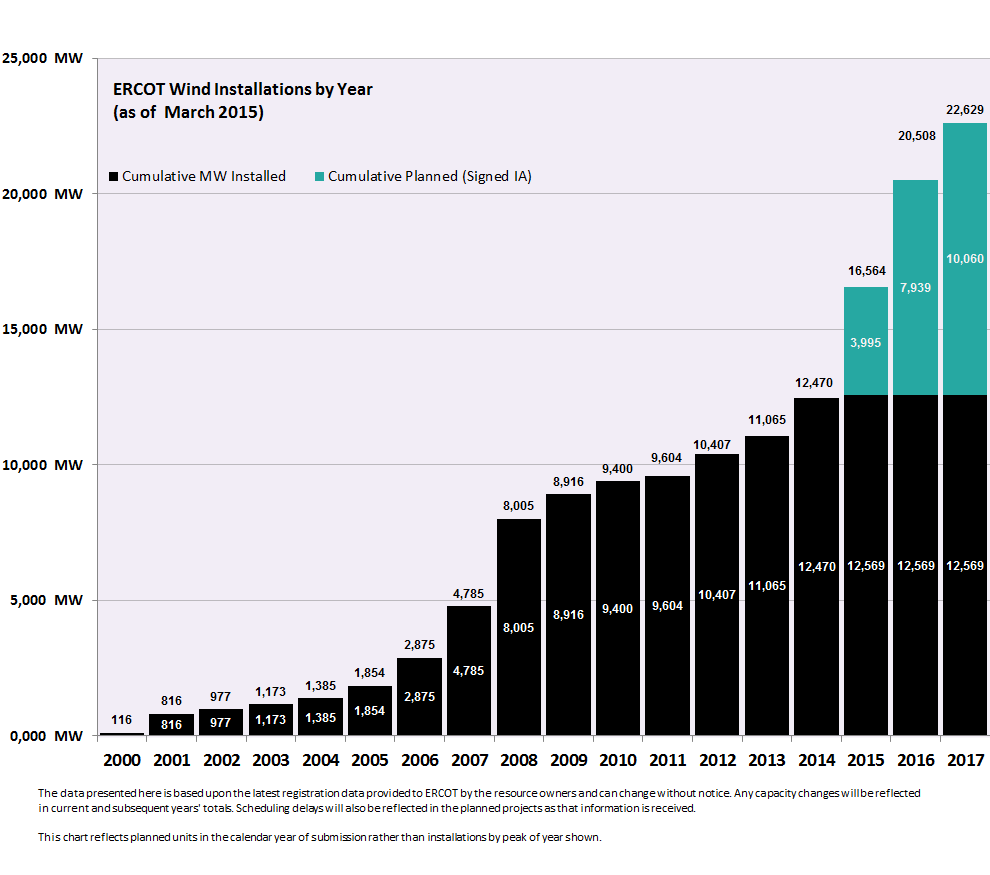 25,000 MW
ERCOT Wind Installations by Year
(as of March 2015)
22,629
20,508
Cumulative MW Installed Cumulative Planned (Signed IA)
20,000 MW
10,060
16,564
7,939
15,000 MW
3,995
12,470
11,065
10,407
10,000 MW
9,604
9,400
8,916
8,005
12,470 12,569 12,569 12,569
11,065
5,000 MW
4,785
10,407
9,604
9,400
8,916
8,005
2,875
4,785
1,854
1,385
1,173
977
816
2,875
116
1,854
1,385
1,173
977
816
0,000 MW
2000 2001 2002 2003 2004 2005 2006 2007 2008 2009 2010 2011 2012 2013 2014 2015 2016 2017
The data presented here is based upon the latest registration data provided to ERCOT by the resource owners and can change without notice. Any capacity changes will be reflected
in current and subsequent years' totals. Scheduling delays will also be reflected in the planned projects as that information is received.
This chart reflects planned units in the calendar year of submission rather than installations by peak of year shown.